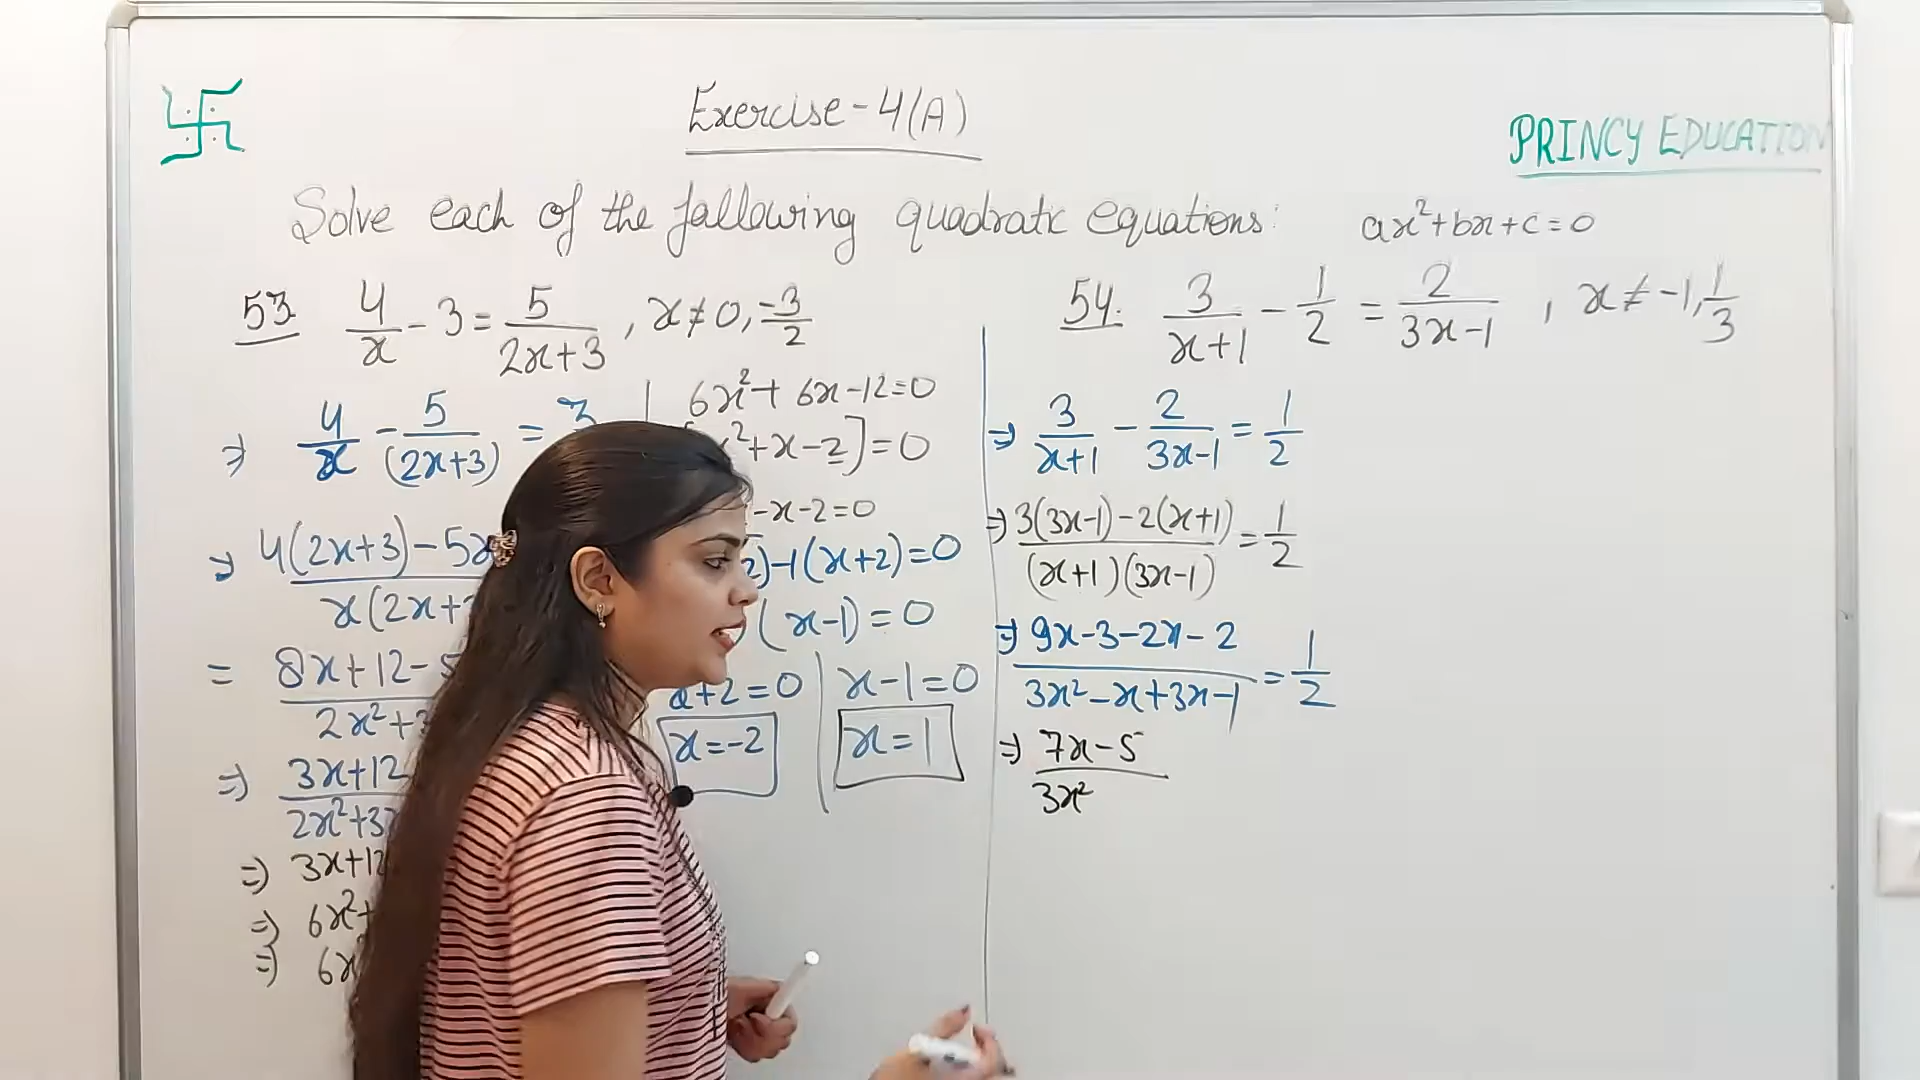 Exercise-4(A)
PRINCY EDUCATION
Solve each of the following quadratic equations:
ax²+bx+c=0
53. 4/x - 3 = 5/(2x+3) , x≠0, -3/2
⇒ 4/x - 5/(2x+3) = 3
⇒ 4(2x+3)-5x
x(2x+
= 8x+12-5
2x²+3
⇒ 3x+12
2x²+3
⇒ 3x+12
⇒ 6x²+
⇒ 6x
6x²+6x-12=0
x²+x-2]=0
-x-2=0
2)-1(x+2)=0
(x-1)=0
x+2=0 | x-1=0
x=-2 | x=1
54. 3/(x+1) - 1/2 = 2/(3x-1) , x≠-1, 1/3
⇒ 3/(x+1) - 2/(3x-1) = 1/2
⇒ 3(3x-1)-2(x+1)/(x+1)(3x-1) = 1/2
⇒ 9x-3-2x-2/3x²-x+3x-1 = 1/2
⇒ 7x-5
3x²